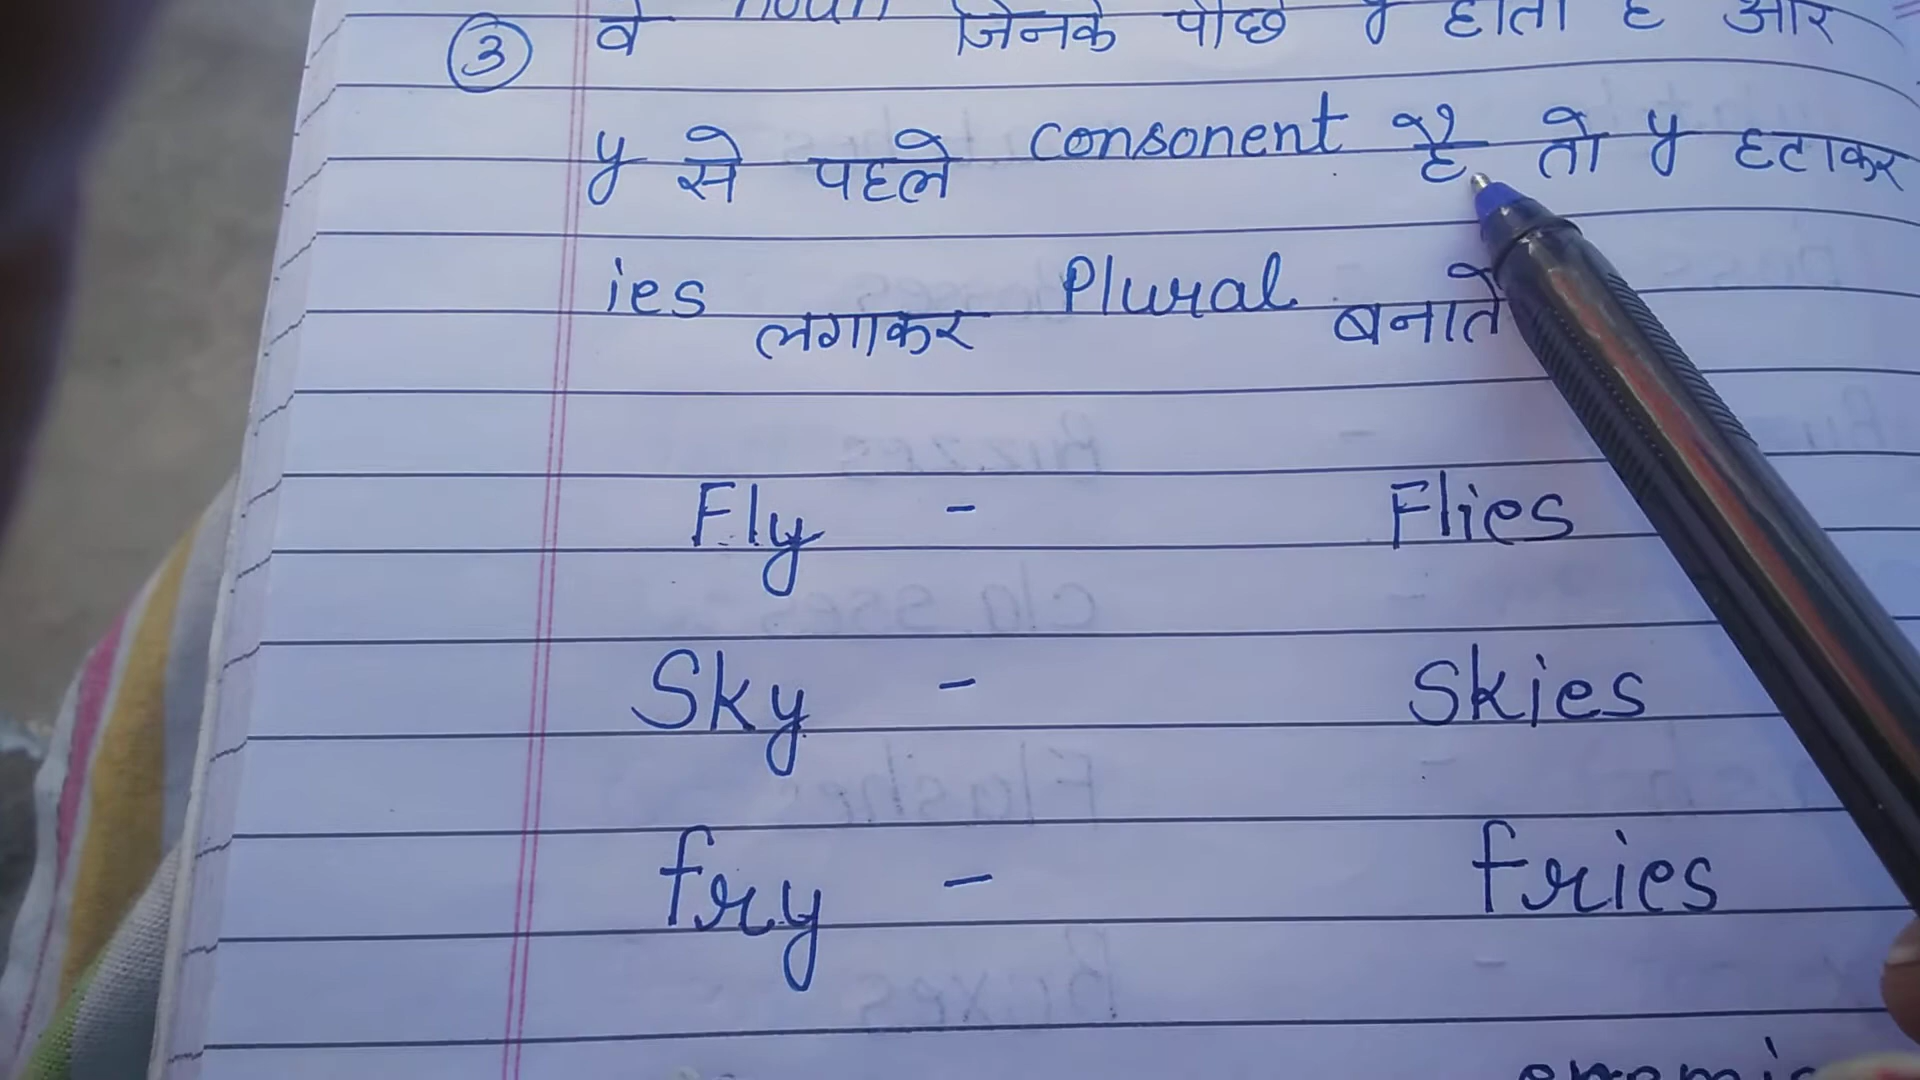 ③ वे noun जिनके पीछे y होता है और
y से पहले consonent है तो y हटाकर
ies लगाकर Plural बनाते
Fly - Flies
Sky - Skies
fry - fries